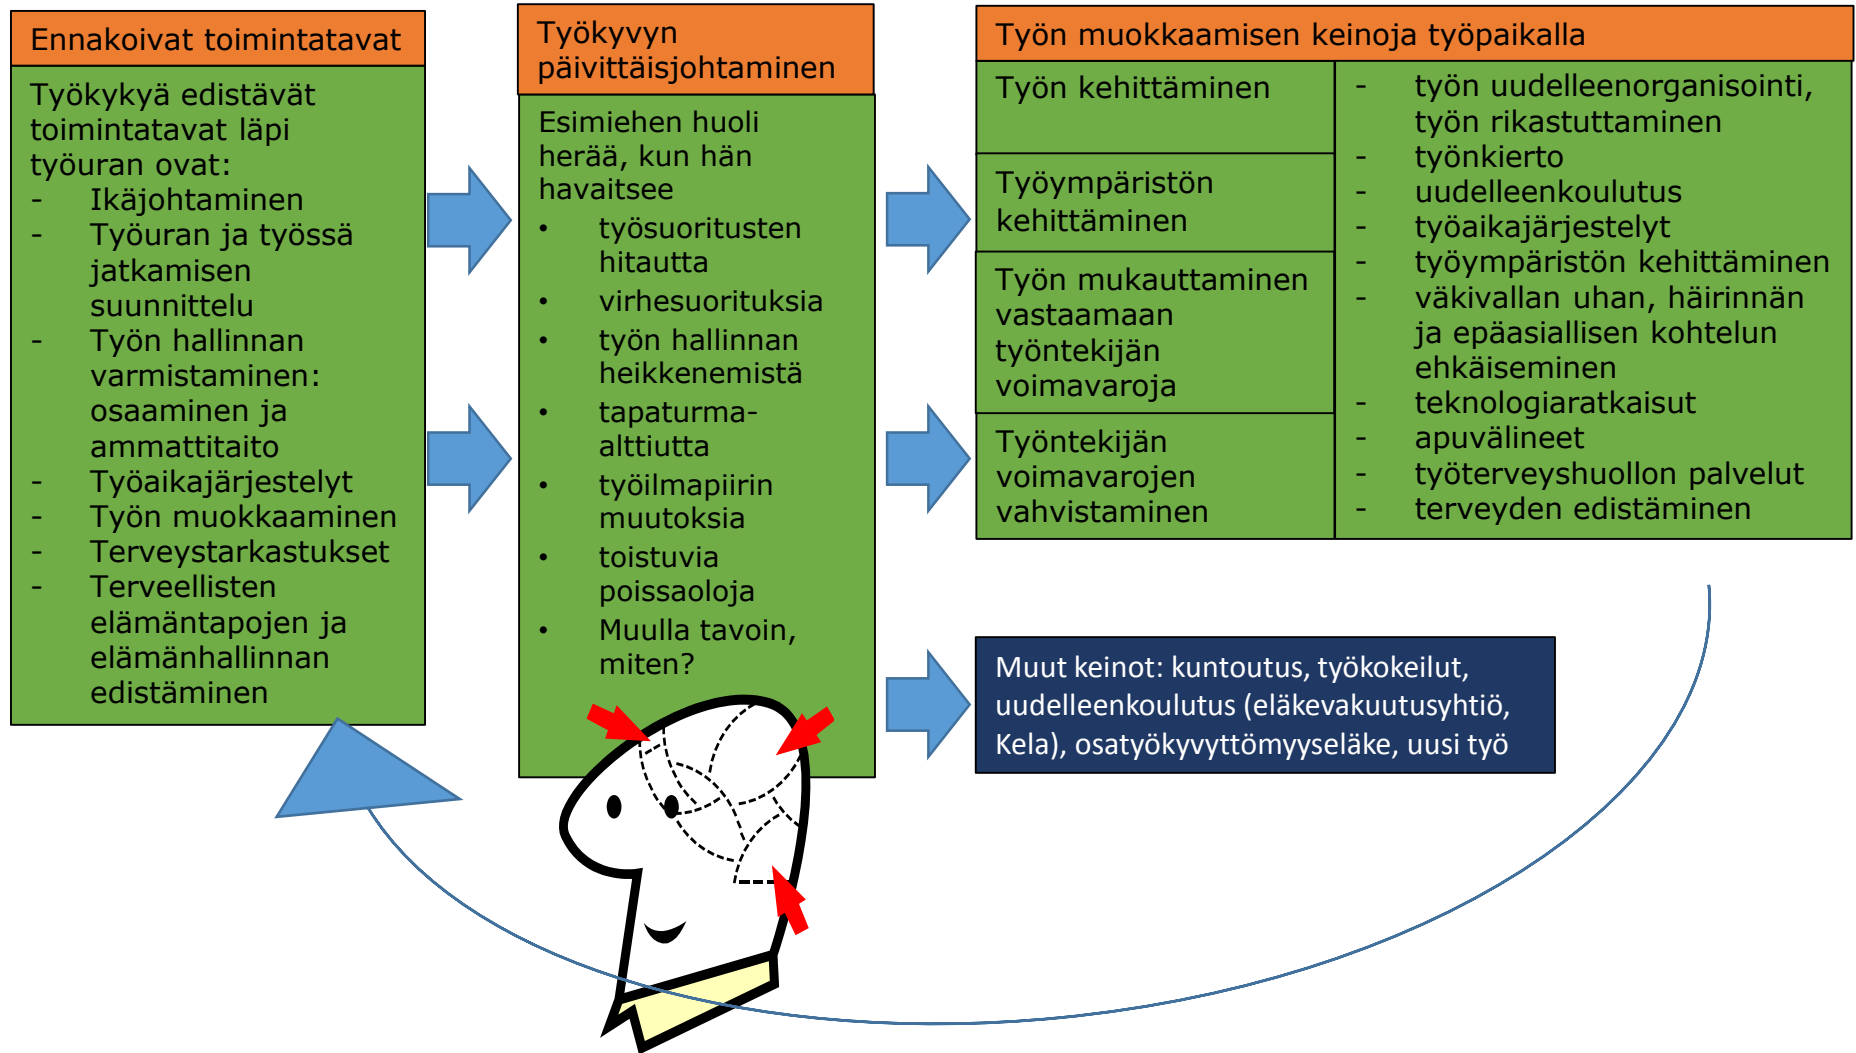 Ennakoivat toimintatavat
Työkykyä edistävät
toimintatavat läpi
työuran ovat:
- Ikäjohtaminen
- Työuran ja työssä
jatkamisen
suunnittelu
- Työn hallinnan
varmistaminen:
osaaminen ja
ammattitaito
- Työaikajärjestelyt
- Työn muokkaaminen
- Terveystarkastukset
- Terveellisten
elämäntapojen ja
elämänhallinnan
edistäminen
Työkyvyn
päivittäisjohtaminen
Esimiehen huoli
herää, kun hän
havaitsee
• työsuoritusten
hitautta
• virhesuorituksia
• työn hallinnan
heikkenemistä
• tapaturma-
alttiutta
• työilmapiirin
muutoksia
• toistuvia
poissaoloja
• Muulla tavoin,
miten?
Työn muokkaamisen keinoja työpaikalla
Työn kehittäminen
Työympäristön
kehittäminen
Työn mukauttaminen
vastaamaan
työntekijän
voimavaroja
Työntekijän
voimavarojen
vahvistaminen
- työn uudelleenorganisointi,
työn rikastuttaminen
- työnkierto
- uudelleenkoulutus
- työaikajärjestelyt
- työympäristön kehittäminen
- väkivallan uhan, häirinnän
ja epäasiallisen kohtelun
ehkäiseminen
- teknologiaratkaisut
- apuvälineet
- työterveyshuollon palvelut
- terveyden edistäminen
Muut keinot: kuntoutus, työkokeilut,
uudelleenkoulutus (eläkevakuutusyhtiö,
Kela), osatyökyvyttömyyseläke, uusi työ